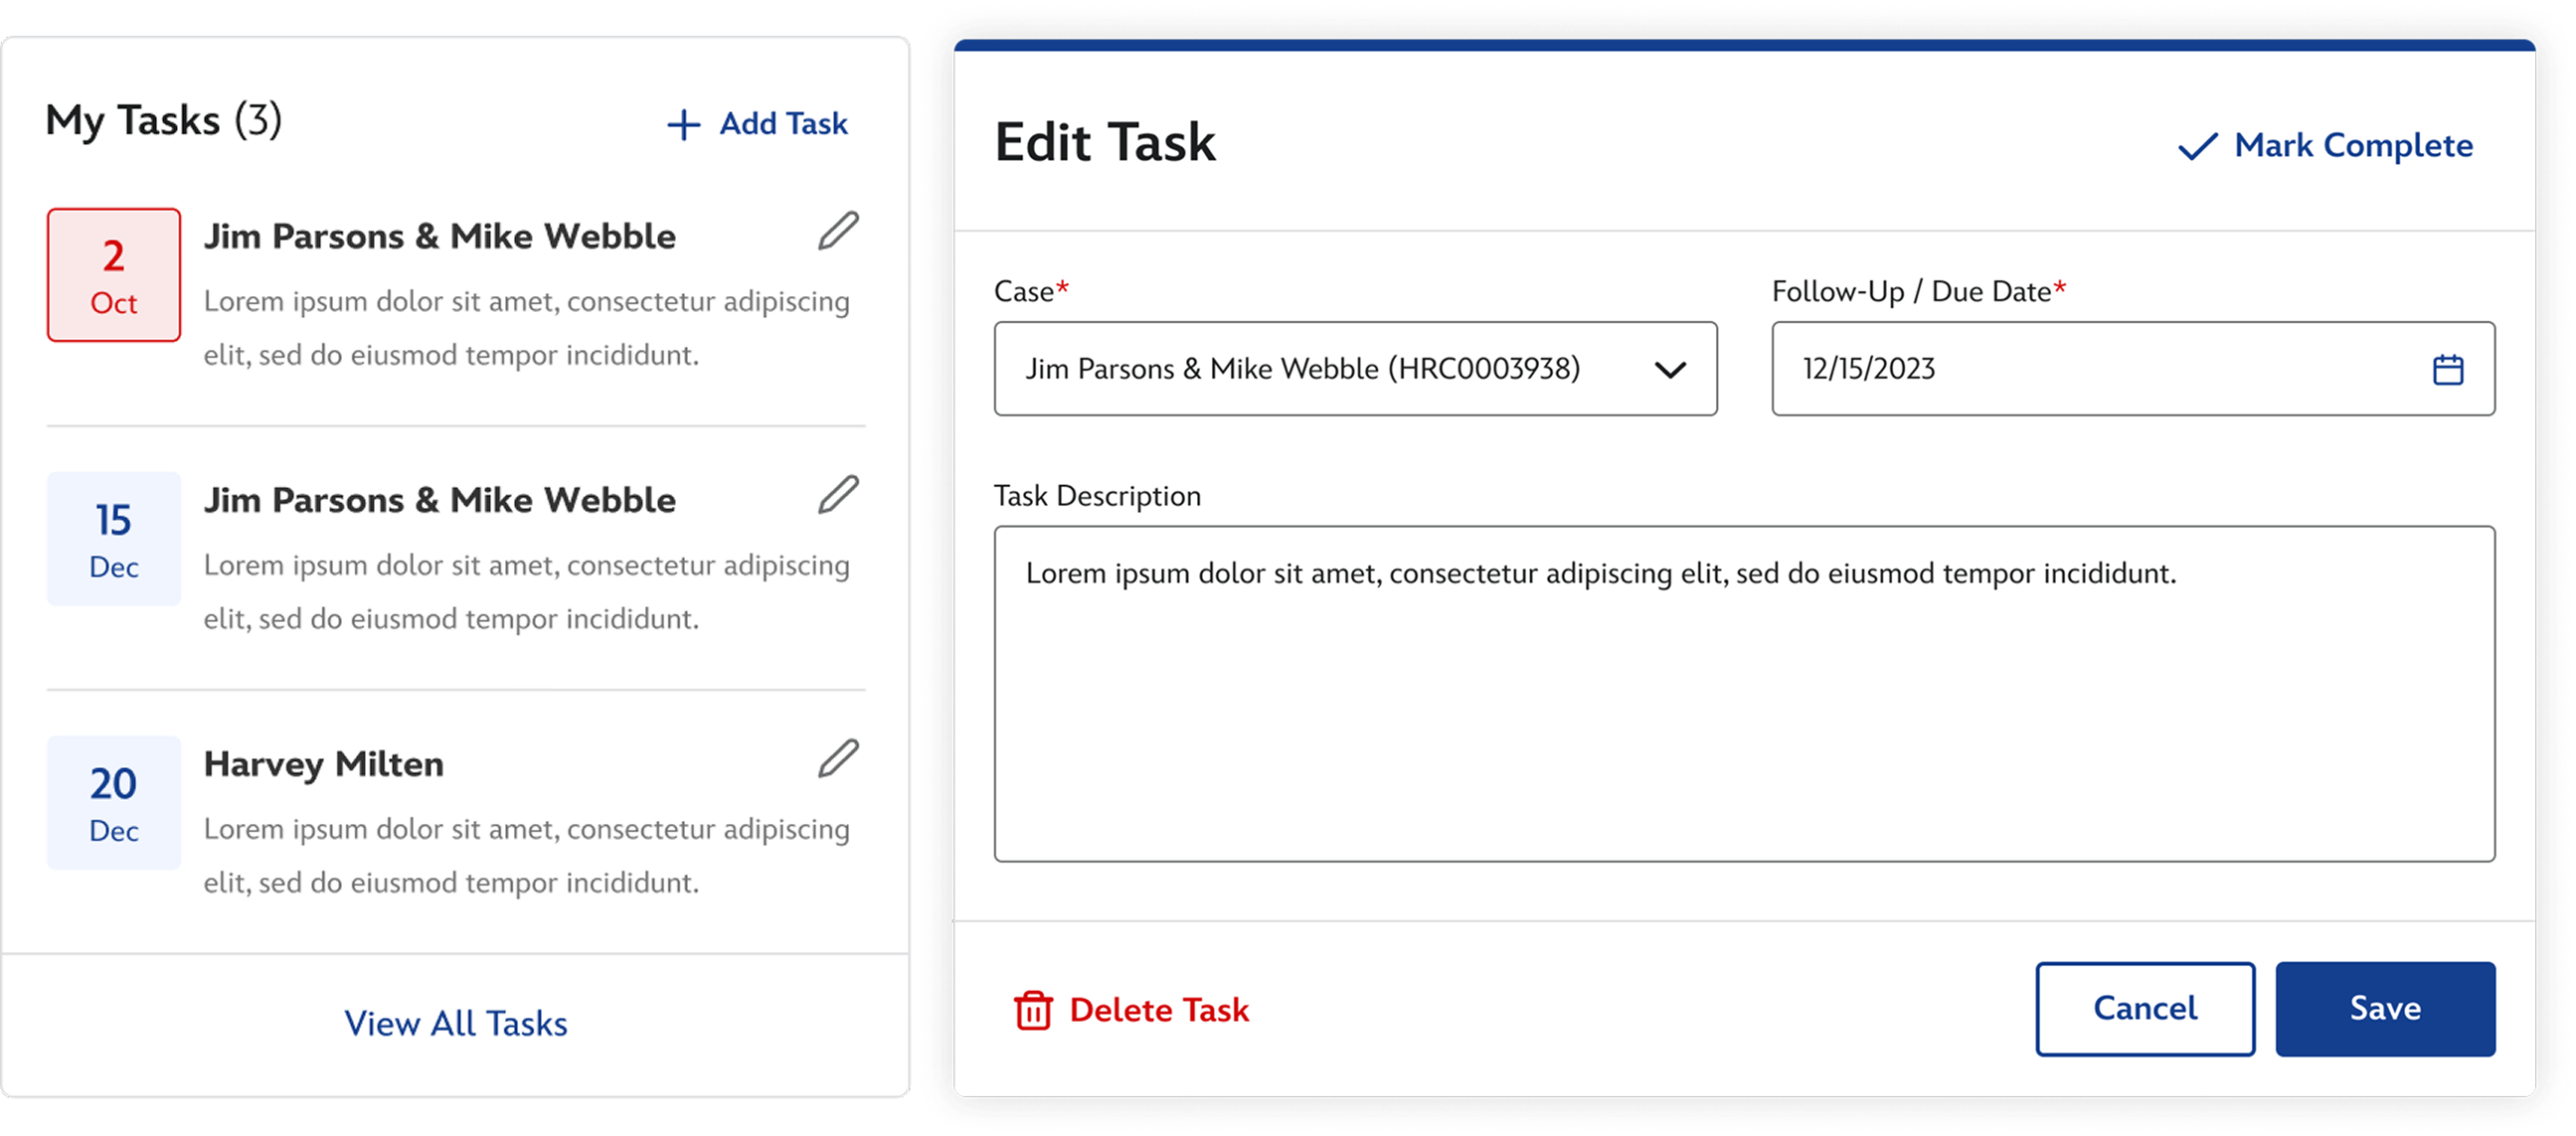 My Tasks (3)
Add Task
2
Oct
Jim Parsons & Mike Webble
Lorem ipsum dolor sit amet, consectetur adipiscing
elit, sed do eiusmod tempor incididunt.
15
Dec
Jim Parsons & Mike Webble
Lorem ipsum dolor sit amet, consectetur adipiscing
elit, sed do eiusmod tempor incididunt.
20
Dec
Harvey Milten
Lorem ipsum dolor sit amet, consectetur adipiscing
elit, sed do eiusmod tempor incididunt.
View All Tasks
Edit Task
Mark Complete
Case*
Jim Parsons & Mike Webble (HRC0003938)
Follow-Up / Due Date*
12/15/2023
Task Description
Lorem ipsum dolor sit amet, consectetur adipiscing elit, sed do eiusmod tempor incididunt.
Delete Task
Cancel
Save